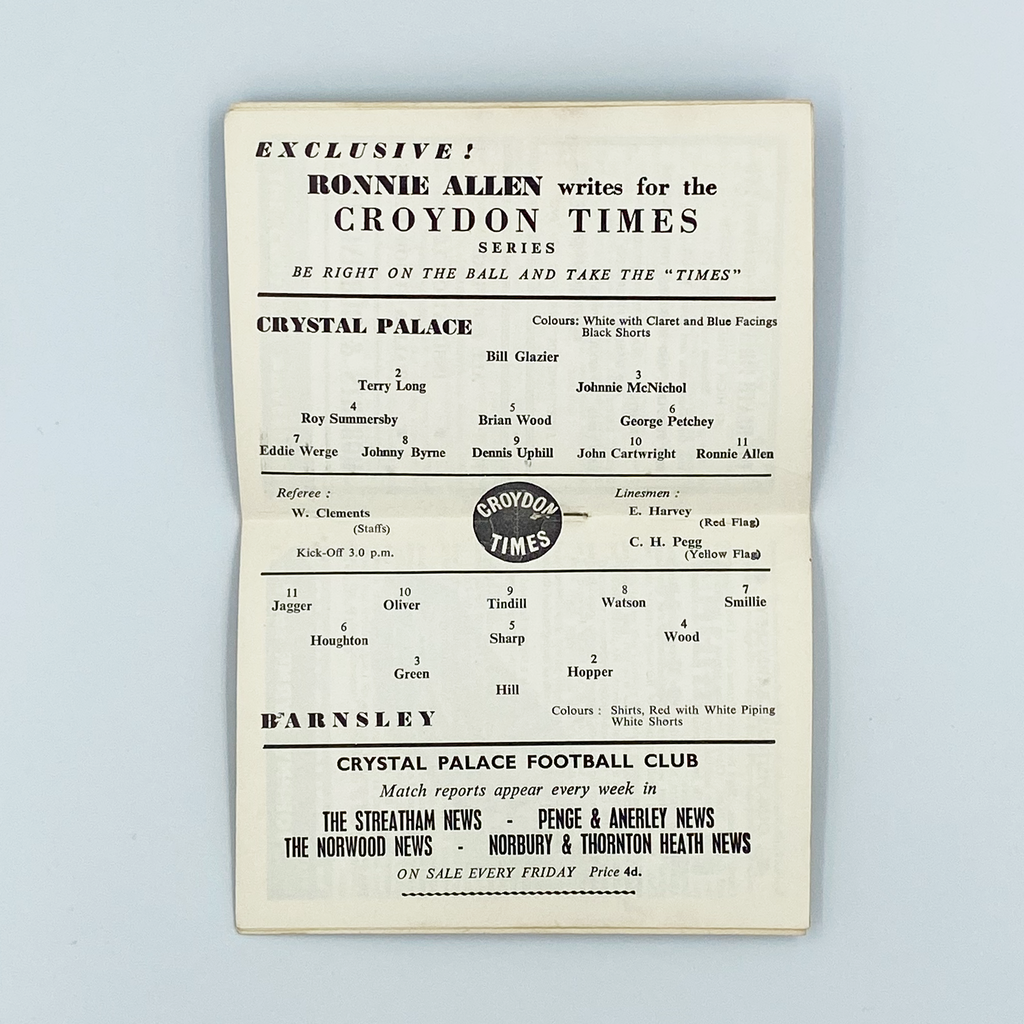 EXCLUSIVE!
RONNIE ALLEN writes for the
CROYDON TIMES
SERIES
BE RIGHT ON THE BALL AND TAKE THE "TIMES"
CRYSTAL PALACE Colours: White with Claret and Blue Facings
Black Shorts
Bill Glazier
2 3
Terry Long Johnnie McNichol
4 5 6
Roy Summersby Brian Wood George Petchey
7 8 9 10 11
Eddie Werge Johnny Byrne Dennis Uphill John Cartwright Ronnie Allen
Referee : Linesmen :
W. Clements E. Harvey
(Staffs) (Red Flag)
CROYDON
TIMES
C. H. Pegg
Kick-Off 3.0 p.m. (Yellow Flag)
11 10 9 8 7
Jagger Oliver Tindill Watson Smillie
6 5 4
Houghton Sharp Wood
3 2
Green Hopper
Hill
BARNSLEY Colours : Shirts, Red with White Piping
White Shorts
CRYSTAL PALACE FOOTBALL CLUB
Match reports appear every week in
THE STREATHAM NEWS - PENGE & ANERLEY NEWS
THE NORWOOD NEWS - NORBURY & THORNTON HEATH NEWS
ON SALE EVERY FRIDAY Price 4d.